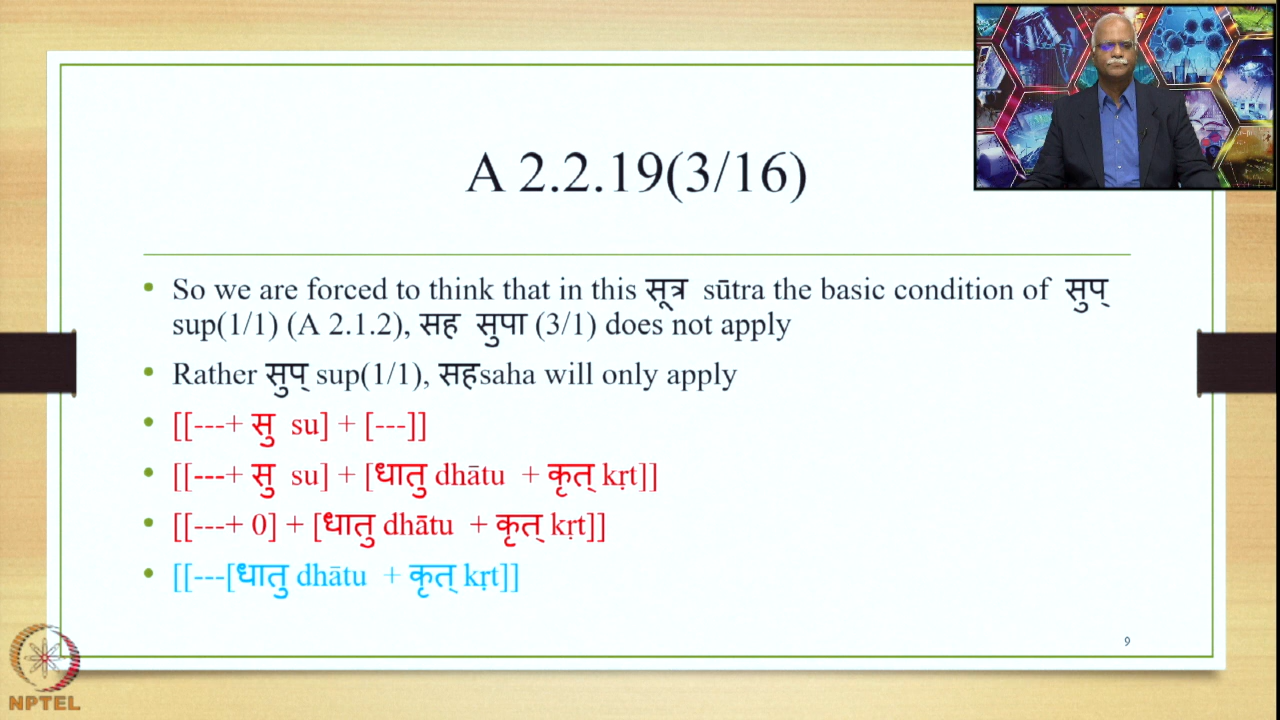 A 2.2.19(3/16)
• So we are forced to think that in this सूत्र sūtra the basic condition of सुप्
sup(1/1) (A 2.1.2), सह सुपा (3/1) does not apply
• Rather सुप् sup(1/1), सहsaha will only apply
• [[---+ सु su] + [---]]
• [[---+ सु su] + [धातु dhātu + कृत् kṛt]]
• [[---+ 0] + [धातु dhātu + कृत् kṛt]]
• [[---[धातु dhātu + कृत् kṛt]]
9
NPTEL